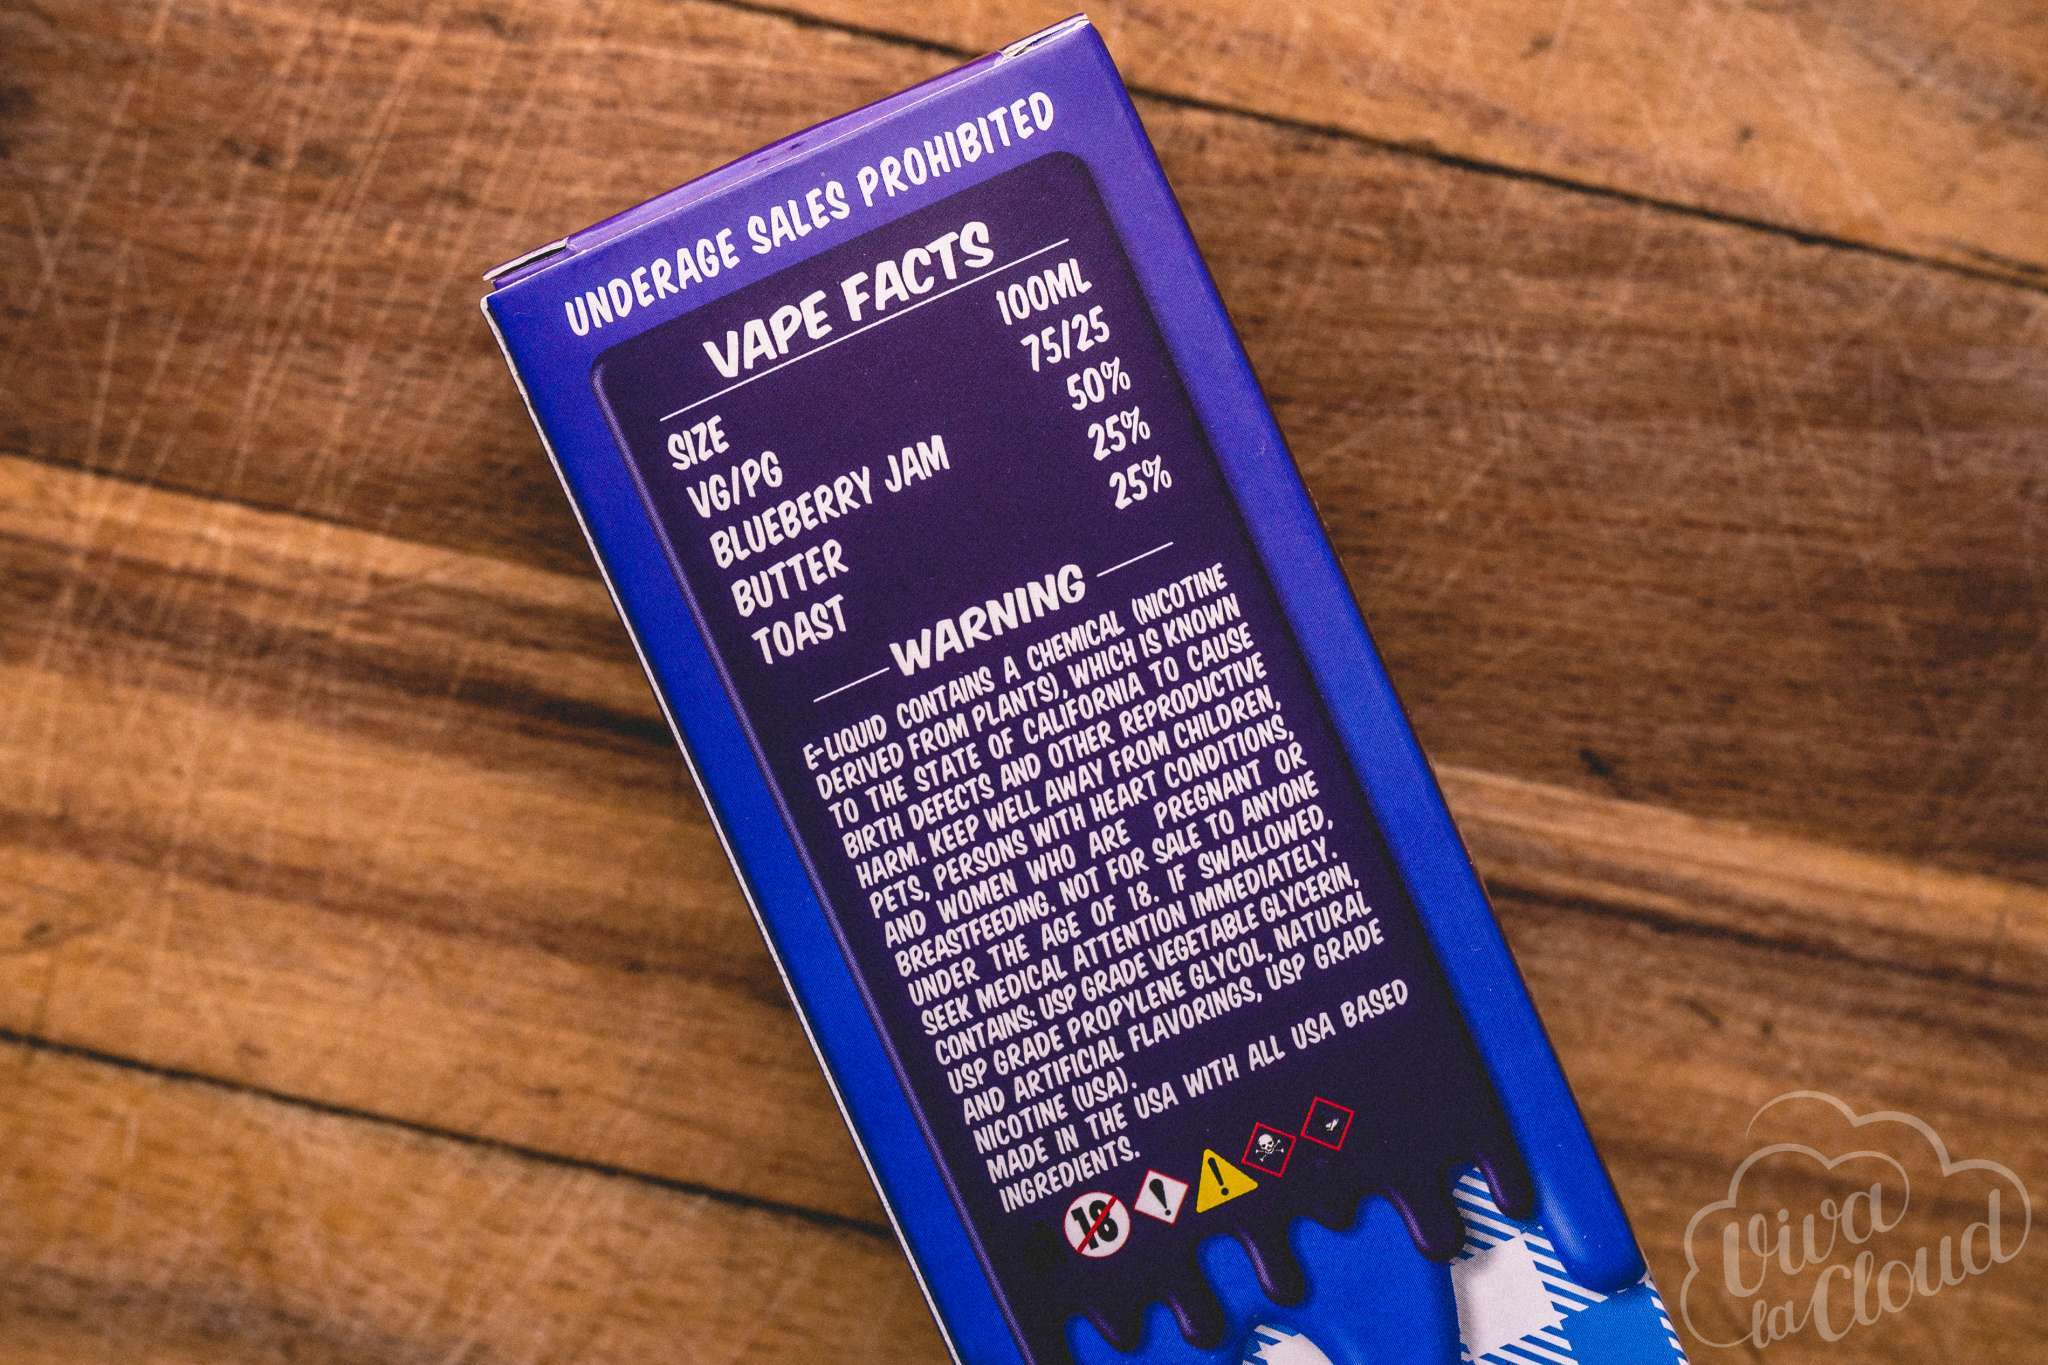 UNDERAGE SALES PROHIBITED
VAPE FACTS
SIZE 100ML
VG/PG 75/25
BLUEBERRY JAM 50%
BUTTER 25%
TOAST 25%
WARNING
E-LIQUID CONTAINS A CHEMICAL (NICOTINE
DERIVED FROM PLANTS), WHICH IS KNOWN
TO THE STATE OF CALIFORNIA TO CAUSE
BIRTH DEFECTS AND OTHER REPRODUCTIVE
HARM. KEEP WELL AWAY FROM CHILDREN,
PETS, PERSONS WITH HEART CONDITIONS,
AND WOMEN WHO ARE PREGNANT OR
BREASTFEEDING. NOT FOR SALE TO ANYONE
UNDER THE AGE OF 18. IF SWALLOWED,
SEEK MEDICAL ATTENTION IMMEDIATELY.
CONTAINS: USP GRADE VEGETABLE GLYCERIN,
USP GRADE PROPYLENE GLYCOL, NATURAL
AND ARTIFICIAL FLAVORINGS, USP GRADE
NICOTINE (USA).
MADE IN THE USA WITH ALL USA BASED
INGREDIENTS.
18
Viva
la Cloud